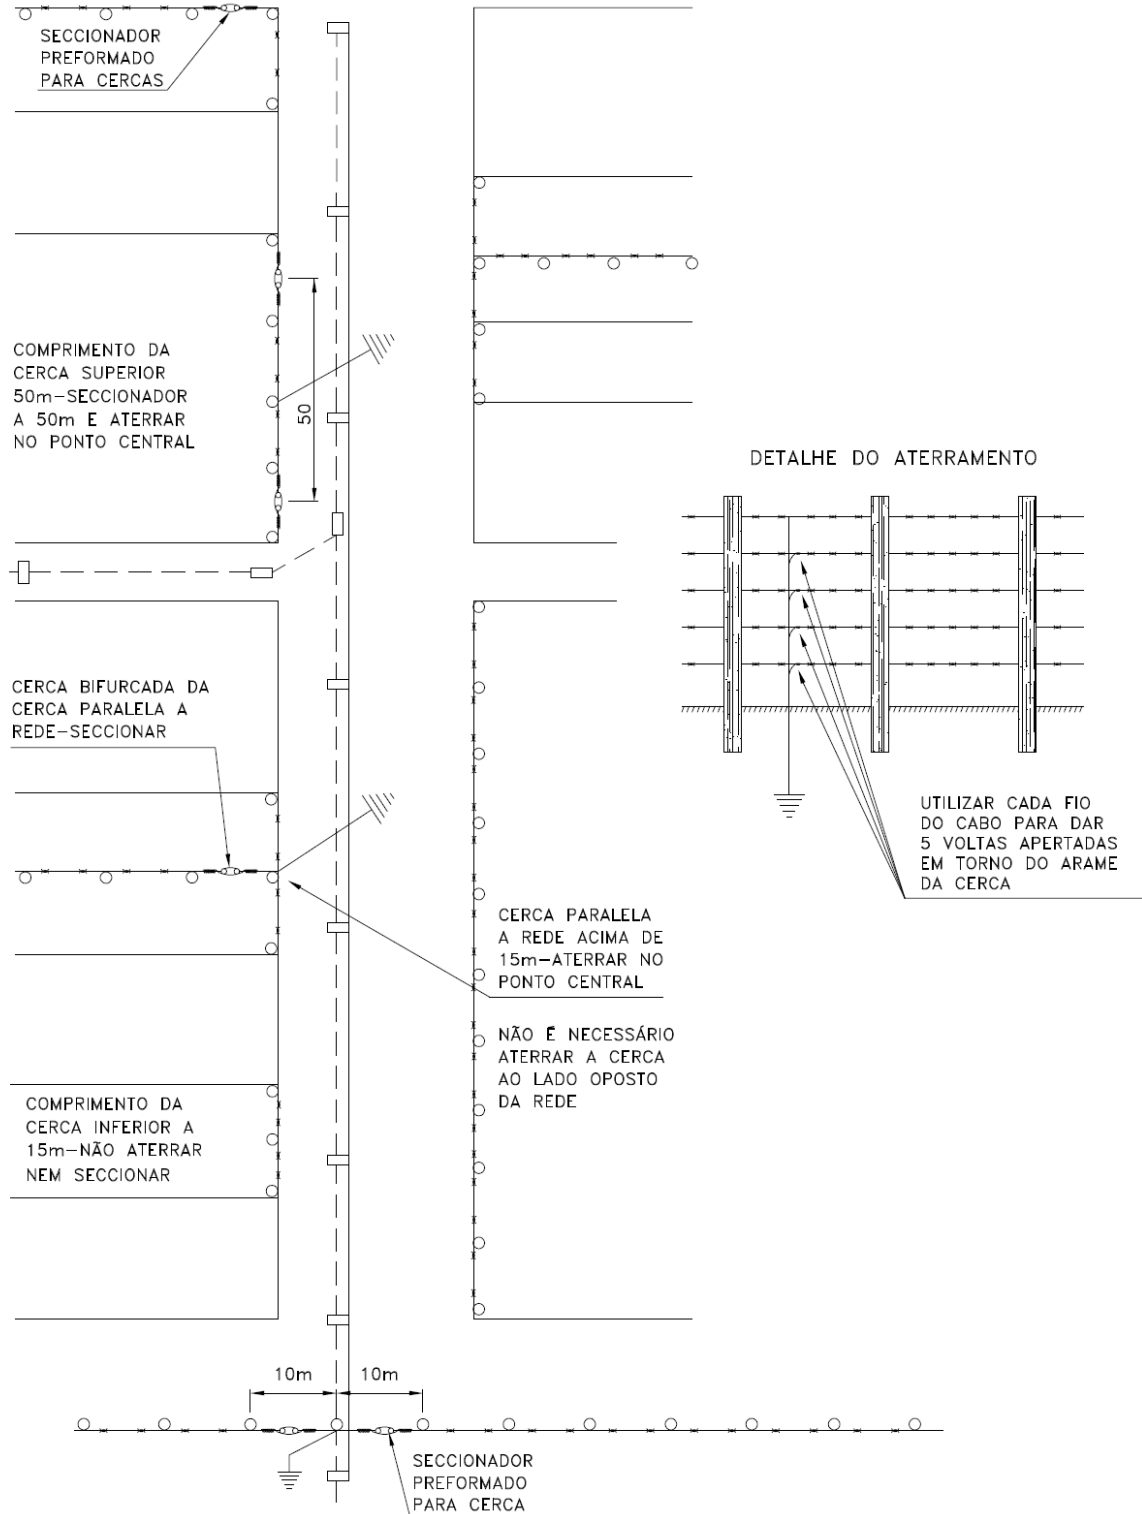 SECCIONADOR
PREFORMADO
PARA CERCAS
COMPRIMENTO DA
CERCA SUPERIOR
50m-SECCIONADOR
A 50m E ATERRAR
NO PONTO CENTRAL
50
DETALHE DO ATERRAMENTO
CERCA BIFURCADA DA
CERCA PARALELA A
REDE-SECCIONAR
UTILIZAR CADA FIO
DO CABO PARA DAR
5 VOLTAS APERTADAS
EM TORNO DO ARAME
DA CERCA
CERCA PARALELA
A REDE ACIMA DE
15m-ATERRAR NO
PONTO CENTRAL
NÃO É NECESSÁRIO
ATERRAR A CERCA
AO LADO OPOSTO
DA REDE
COMPRIMENTO DA
CERCA INFERIOR A
15m-NÃO ATERRAR
NEM SECCIONAR
10m 10m
SECCIONADOR
PREFORMADO
PARA CERCA